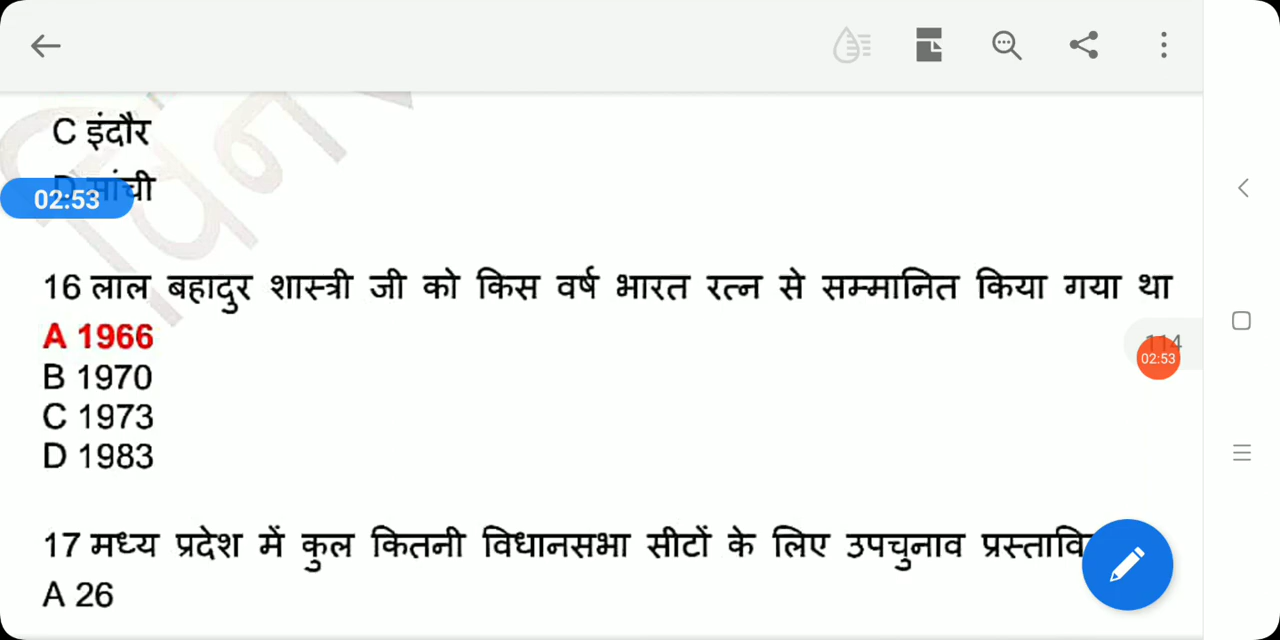 C इंदौर
D सांची
02:53
16 लाल बहादुर शास्त्री जी को किस वर्ष भारत रत्न से सम्मानित किया गया था
A 1966
114
02:53
B 1970
C 1973
D 1983
17 मध्य प्रदेश में कुल कितनी विधानसभा सीटों के लिए उपचुनाव
A 26